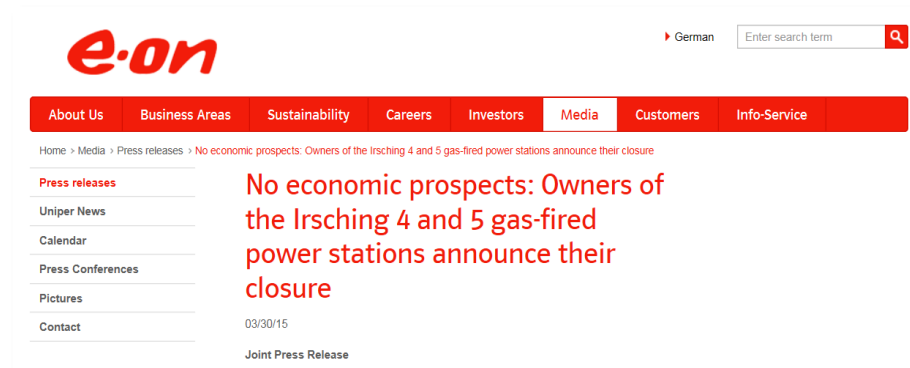 e·on
German
Enter search term
About Us Business Areas Sustainability Careers Investors Media Customers Info-Service
Home > Media > Press releases > No economic prospects: Owners of the Irsching 4 and 5 gas-fired power stations announce their closure
Press releases
Uniper News
Calendar
Press Conferences
Pictures
Contact
No economic prospects: Owners of
the Irsching 4 and 5 gas-fired
power stations announce their
closure
03/30/15
Joint Press Release